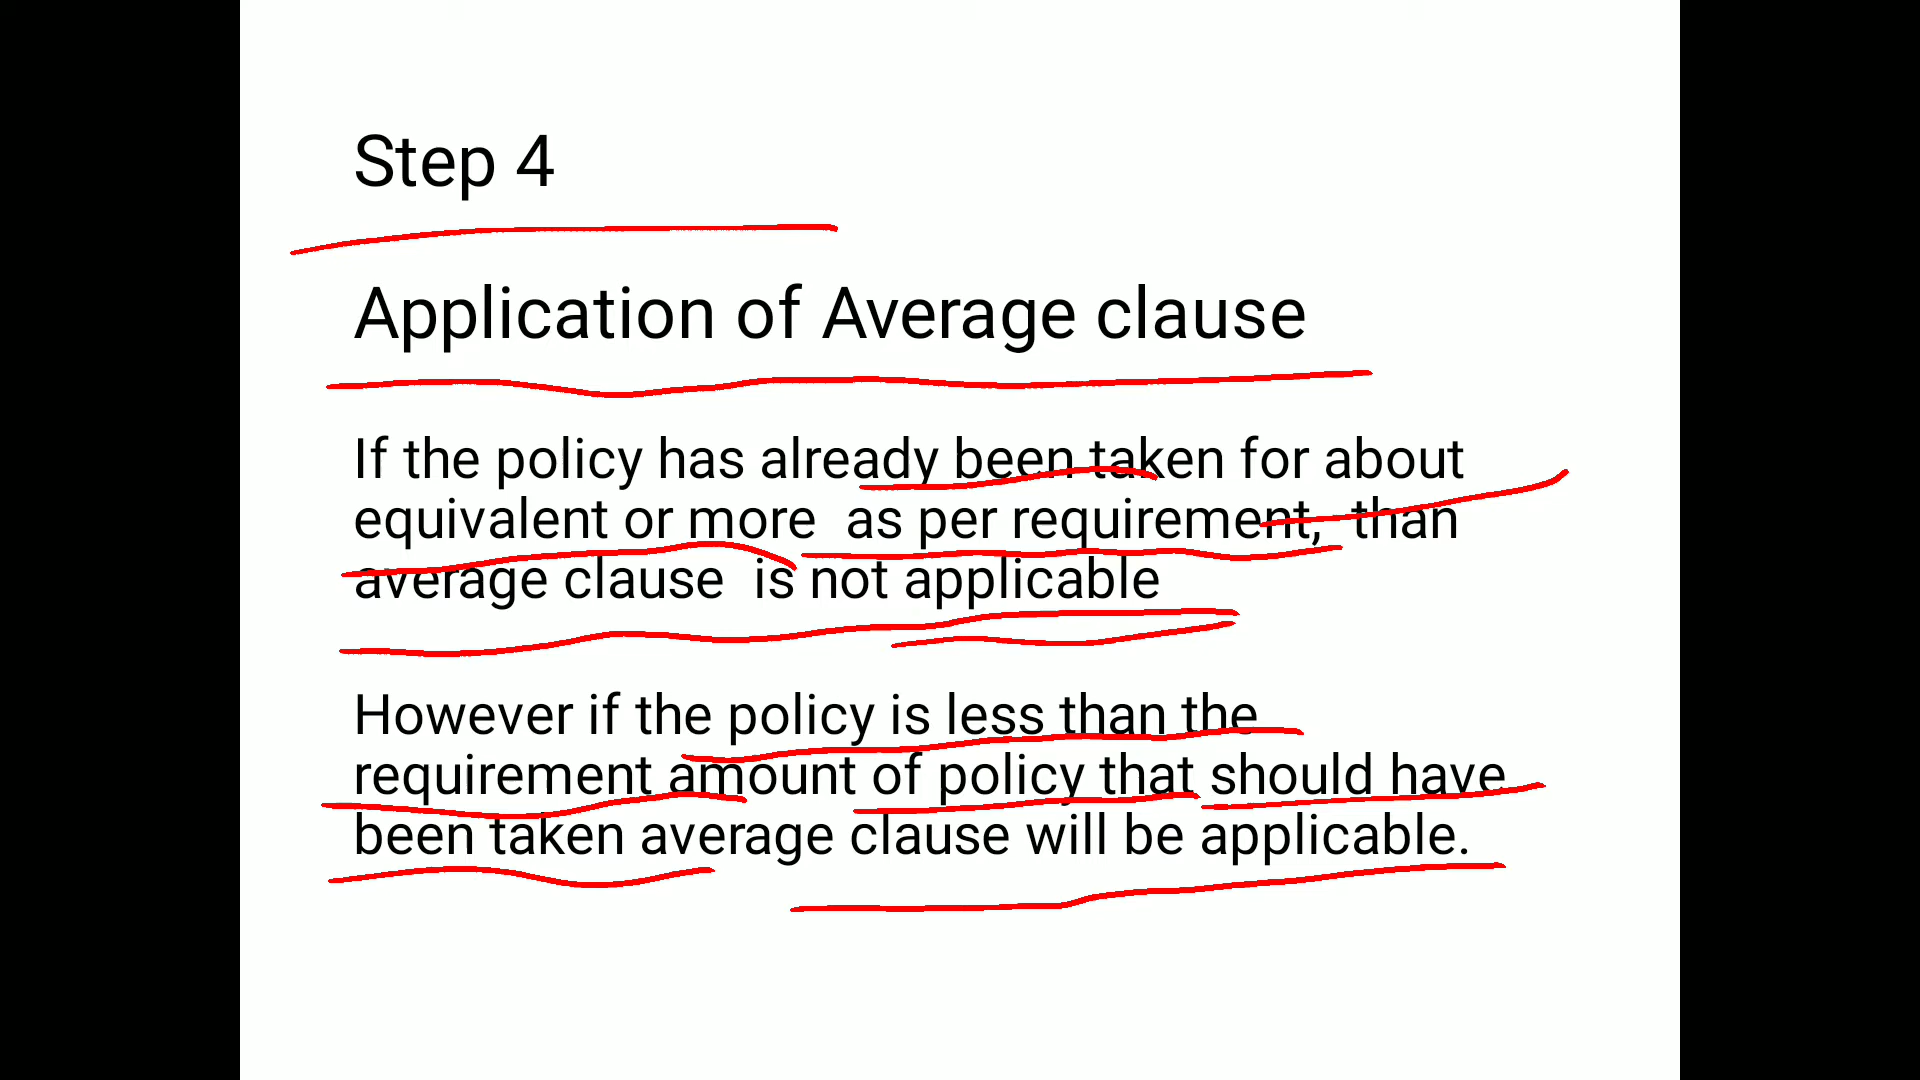 Step 4
Application of Average clause
If the policy has already been taken for about
equivalent or more  as per requirement,  than
average clause  is not applicable
However if the policy is less than the
requirement amount of policy that should have
been taken average clause will be applicable.